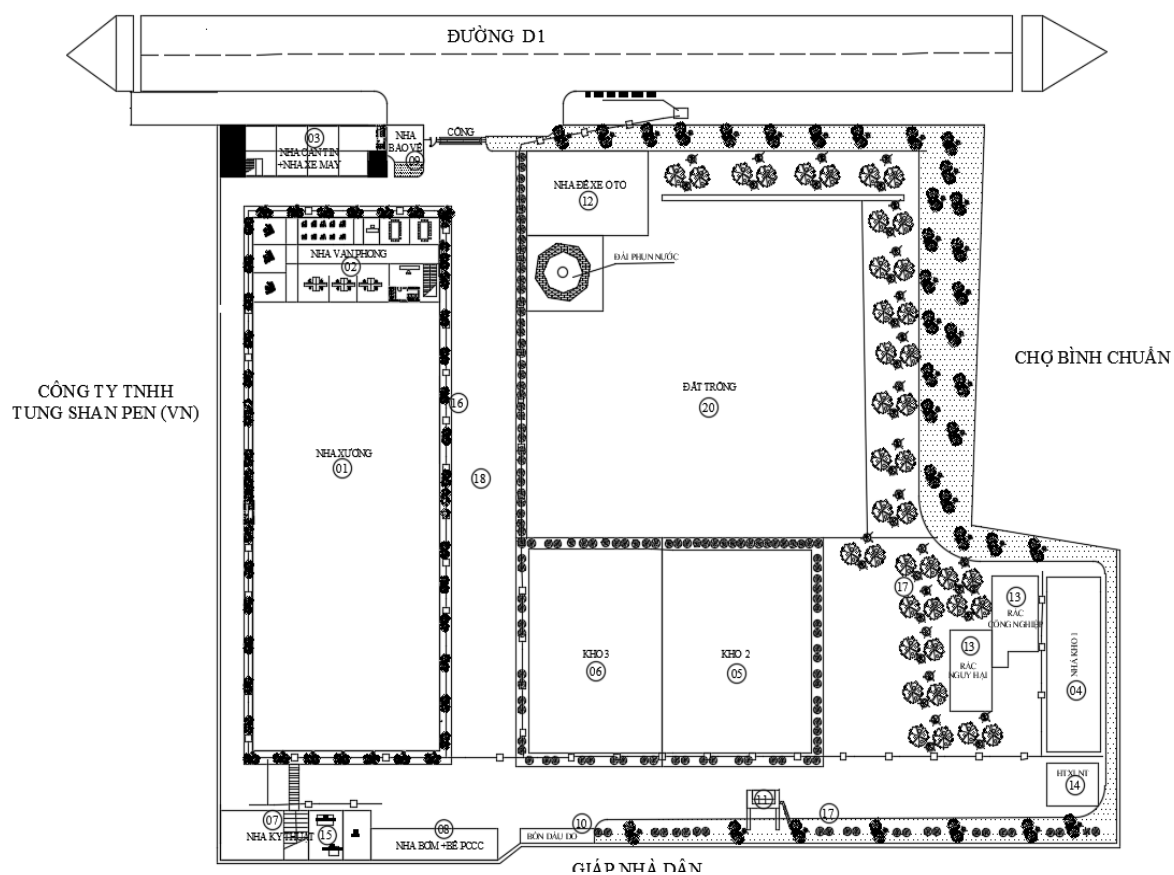 ĐƯỜNG D1
CỔNG
03
NHÀ CĂN TIN
+NHÀ XE MÁY
NHÀ
BẢO VỆ
09
NHÀ ĐỂ XE OTO
12
ĐÀI PHUN NƯỚC
NHÀ VĂN PHÒNG
02
CHỢ BÌNH CHUẨN
CÔNG TY TNHH
TUNG SHAN PEN (VN)
ĐẤT TRỐNG
20
16
NHÀ XƯỞNG
01
18
17
13
RÁC
CÔNG NGHIỆP
13
RÁC
NGUY HẠI
NHÀ KHO 1
04
KHO 3
06
KHO 2
05
HTXLNT
14
11
17
07
NHÀ KỸ THUẬT
15
08
NHÀ BƠM +BỂ PCCC
10
BỒN DẦU DO
GIÁP NHÀ DÂN